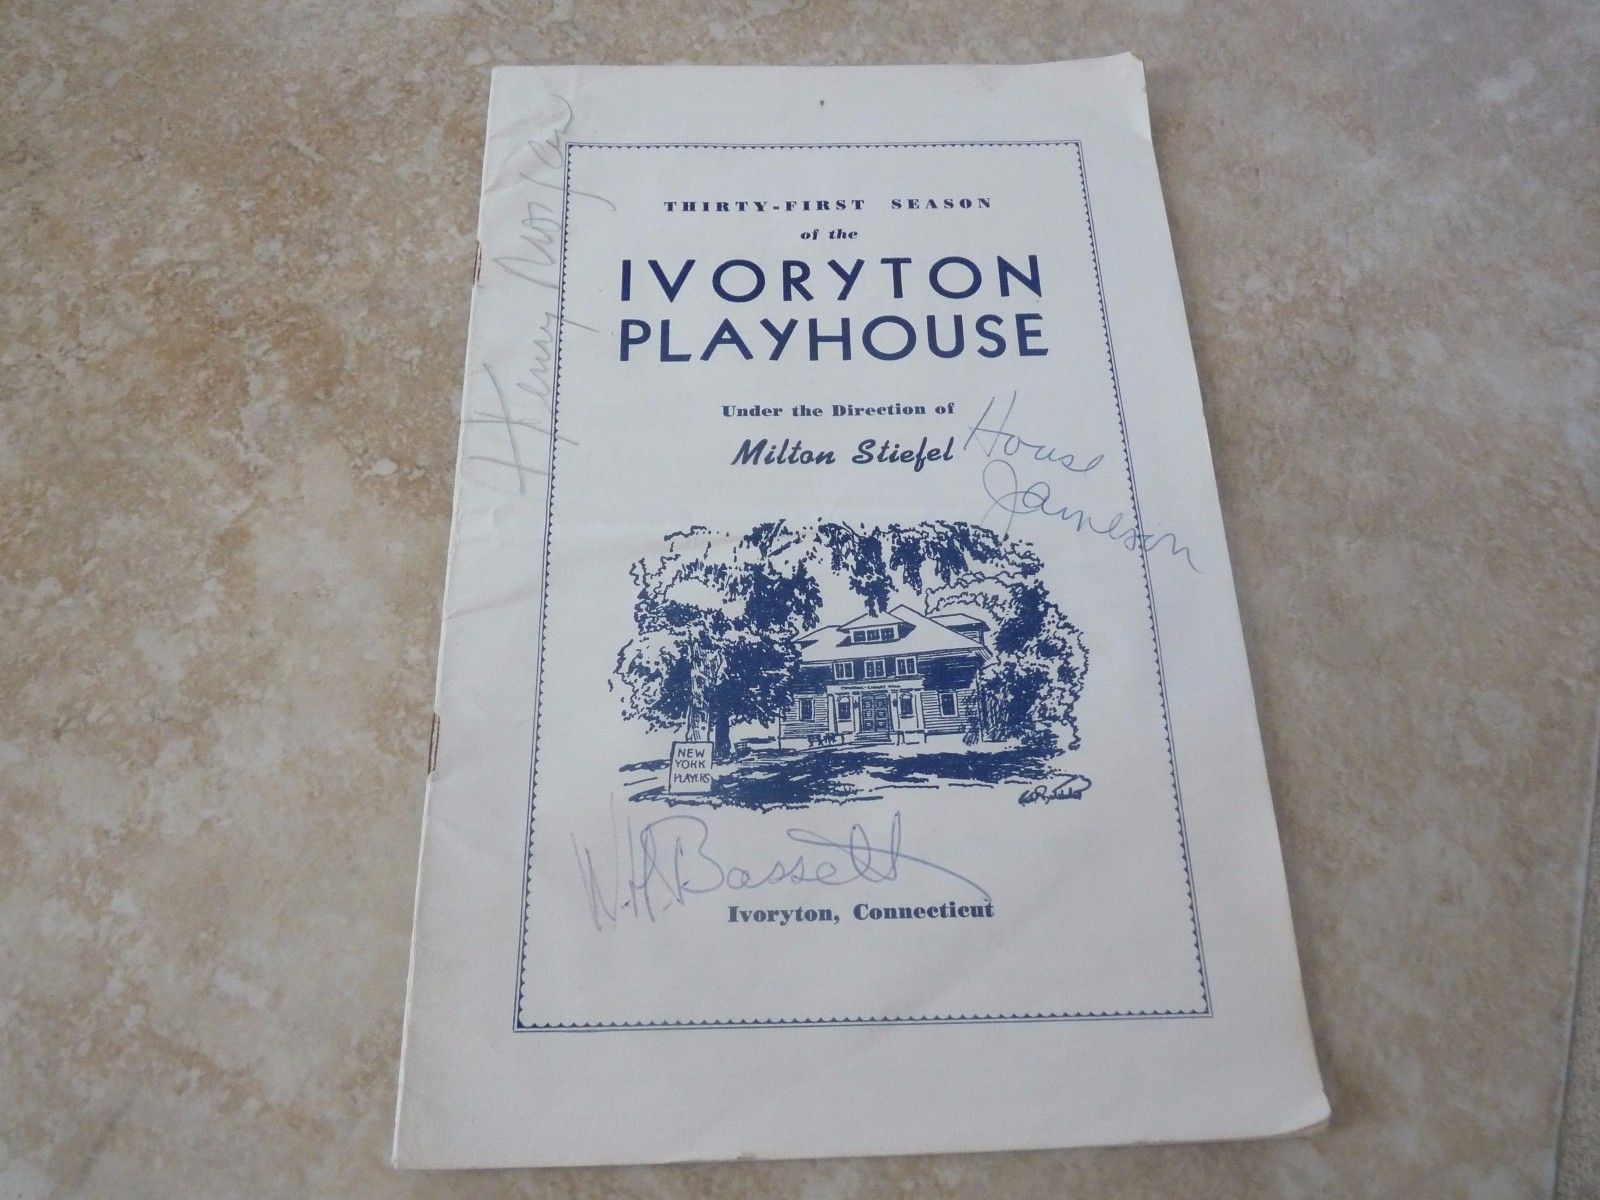 Henry Morgan
THIRTY-FIRST SEASON
of the
IVORYTON
PLAYHOUSE
Under the Direction of
Milton Stiefel
House
Jameson
NEW
YORK
PLAYERS
W.H. Bassett
Ivoryton, Connecticut